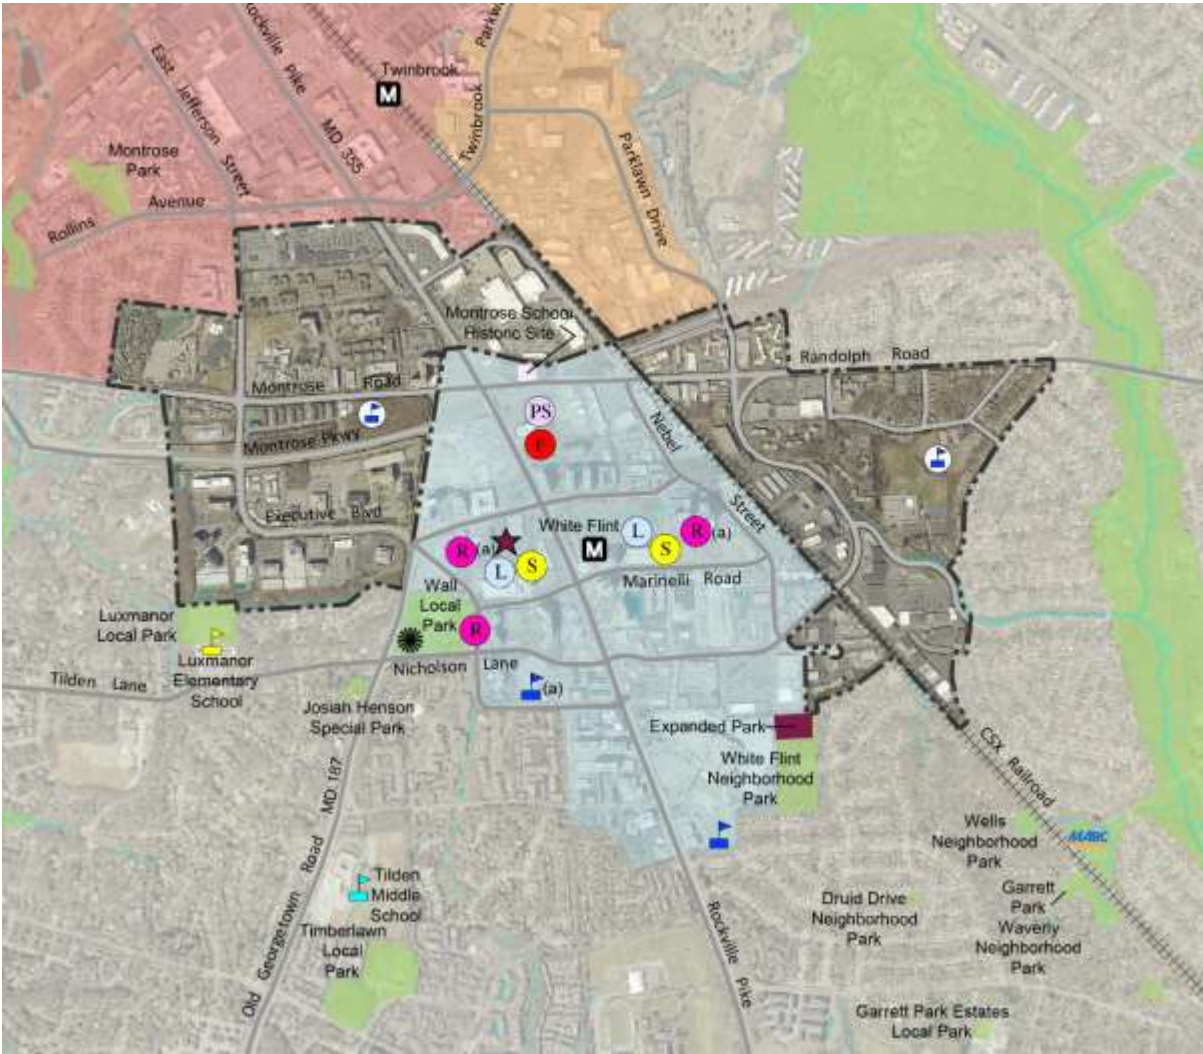 Rockville Pike
MD 355
East Jefferson Street
Twinbrook
M
Twinbrook Parkway
Parklawn Drive
Montrose
Park
Rollins Avenue
Montrose School
Historic Site
Randolph Road
Montrose Road
PS
F
Montrose Pkwy
Nebel Street
Executive Blvd
White Flint
M
L
R (a)
S
R (a)
L
S
Marinelli Road
Wall
Local
Park
R
Luxmanor
Local Park
Luxmanor
Elementary
School
Nicholson Lane
Tilden Lane
(a)
Josiah Henson
Special Park
Expanded Park
White Flint
Neighborhood
Park
CSX Railroad
MD 187
Old Georgetown Road
Wells
Neighborhood
Park
MARC
Tilden
Middle
School
Timberlawn
Local
Park
Druid Drive
Neighborhood
Park
Garrett
Park
Waverly
Neighborhood
Park
Rockville Pike
Garrett Park Estates
Local Park